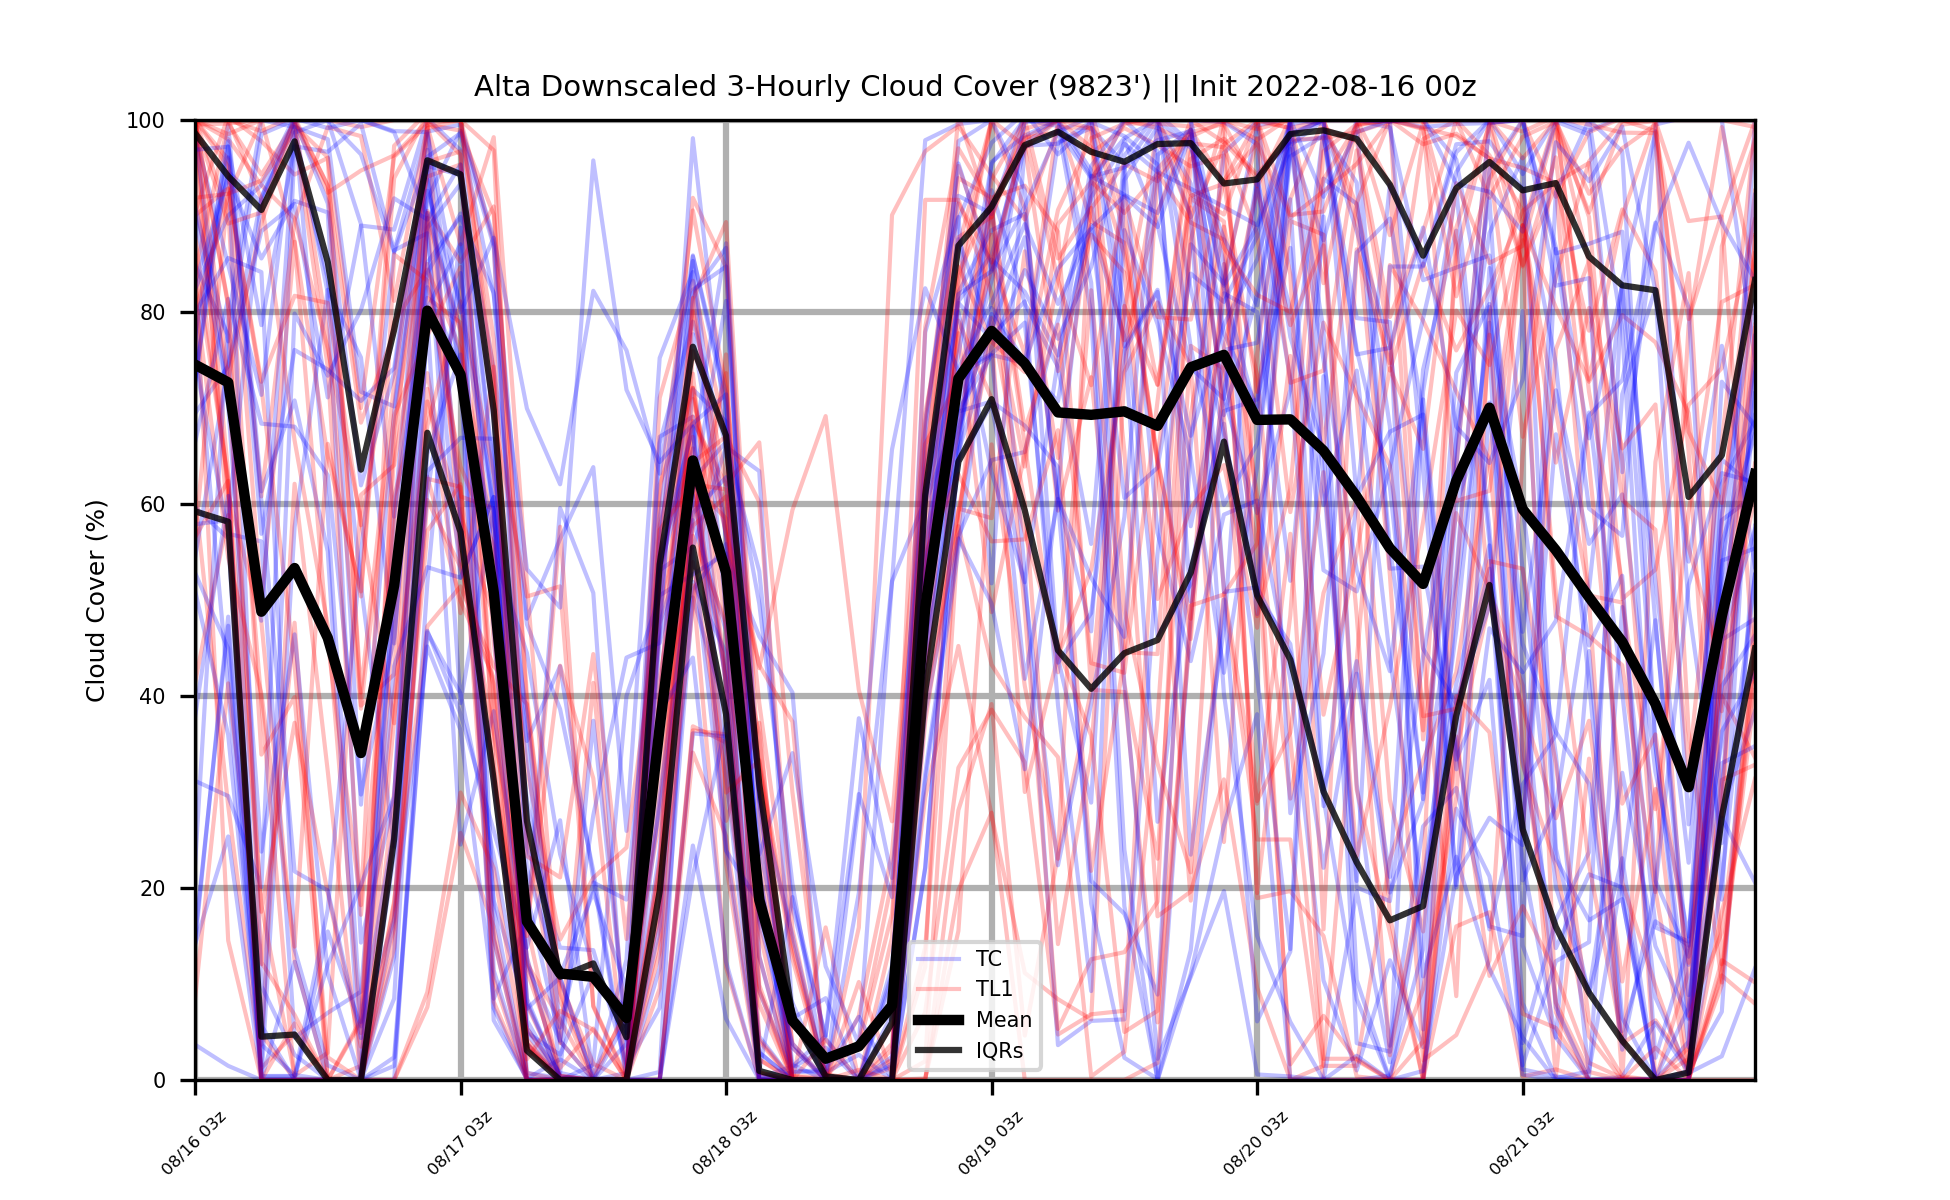 Alta Downscaled 3-Hourly Cloud Cover (9823') || Init 2022-08-16 00z
Cloud Cover (%)
100
80
60
40
20
0
TC
TL1
Mean
IQRs
08/16 03z
08/17 03z
08/18 03z
08/19 03z
08/20 03z
08/21 03z